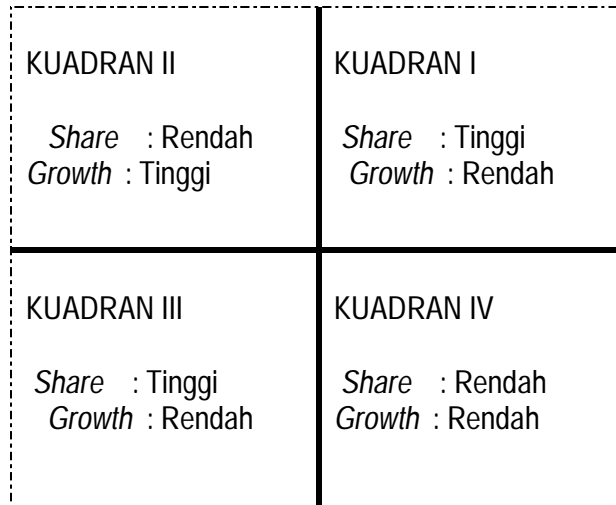 KUADRAN II
Share : Rendah
Growth : Tinggi
KUADRAN I
Share : Tinggi
Growth : Rendah
KUADRAN III
Share : Tinggi
Growth : Rendah
KUADRAN IV
Share : Rendah
Growth : Rendah